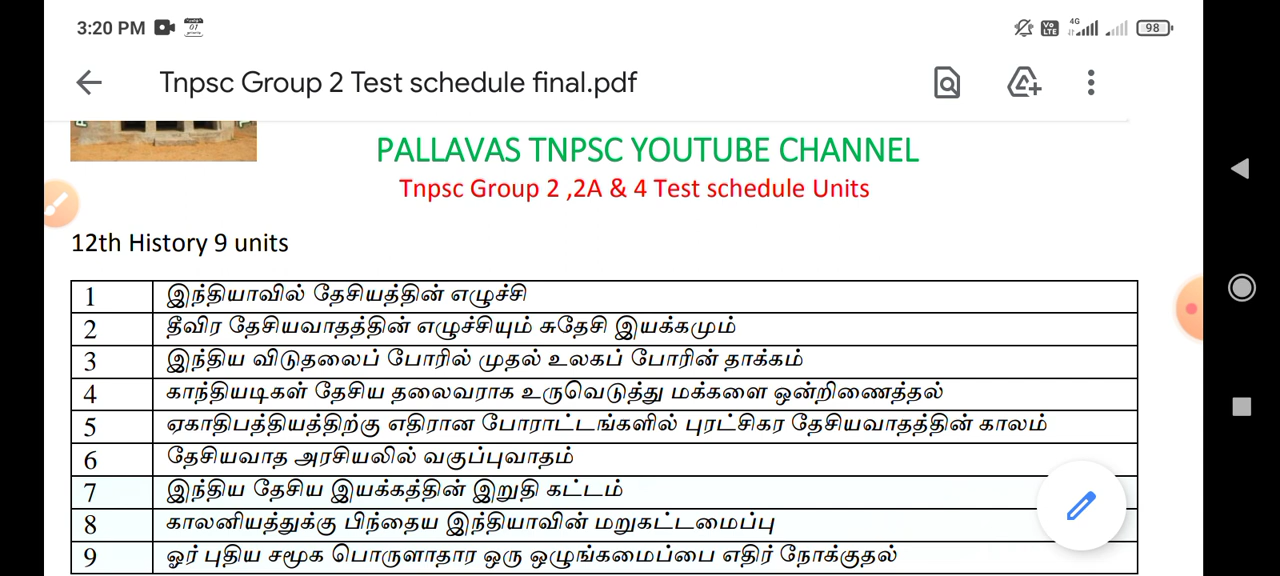 3:20 PM
Vo LTE 4G 98
Tnpsc Group 2 Test schedule final.pdf
PALLAVAS TNPSC YOUTUBE CHANNEL
Tnpsc Group 2 ,2A & 4 Test schedule Units
12th History 9 units
1 இந்தியாவில் தேசியத்தின் எழுச்சி
2 தீவிர தேசியவாதத்தின் எழுச்சியும் சுதேசி இயக்கமும்
3 இந்திய விடுதலைப் போரில் முதல் உலகப் போரின் தாக்கம்
4 காந்தியடிகள் தேசிய தலைவராக உருவெடுத்து மக்களை ஒன்றிணைத்தல்
5 ஏகாதிபத்தியத்திற்கு எதிரான போராட்டங்களில் புரட்சிகர தேசியவாதத்தின் காலம்
6 தேசியவாத அரசியலில் வகுப்புவாதம்
7 இந்திய தேசிய இயக்கத்தின் இறுதி கட்டம்
8 காலனியத்துக்கு பிந்தைய இந்தியாவின் மறுகட்டமைப்பு
9 ஓர் புதிய சமூக பொருளாதார ஒரு ஒழுங்கமைப்பை எதிர் நோக்குதல்